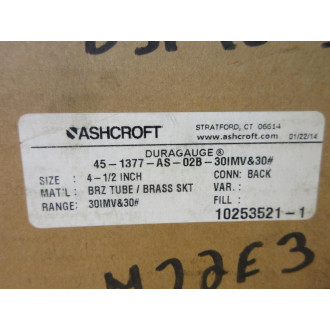 ASHCROFT
STRATFORD, CT 06614
www.ashcroft.com 01/22/14
DURAGAUGE®
45-1377-AS-02B-30IMV&30#
SIZE : 4-1/2 INCH CONN: BACK
MAT'L: BRZ TUBE / BRASS SKT VAR. :
RANGE: 30IMV&30# FILL :
10253521-1
M22E3